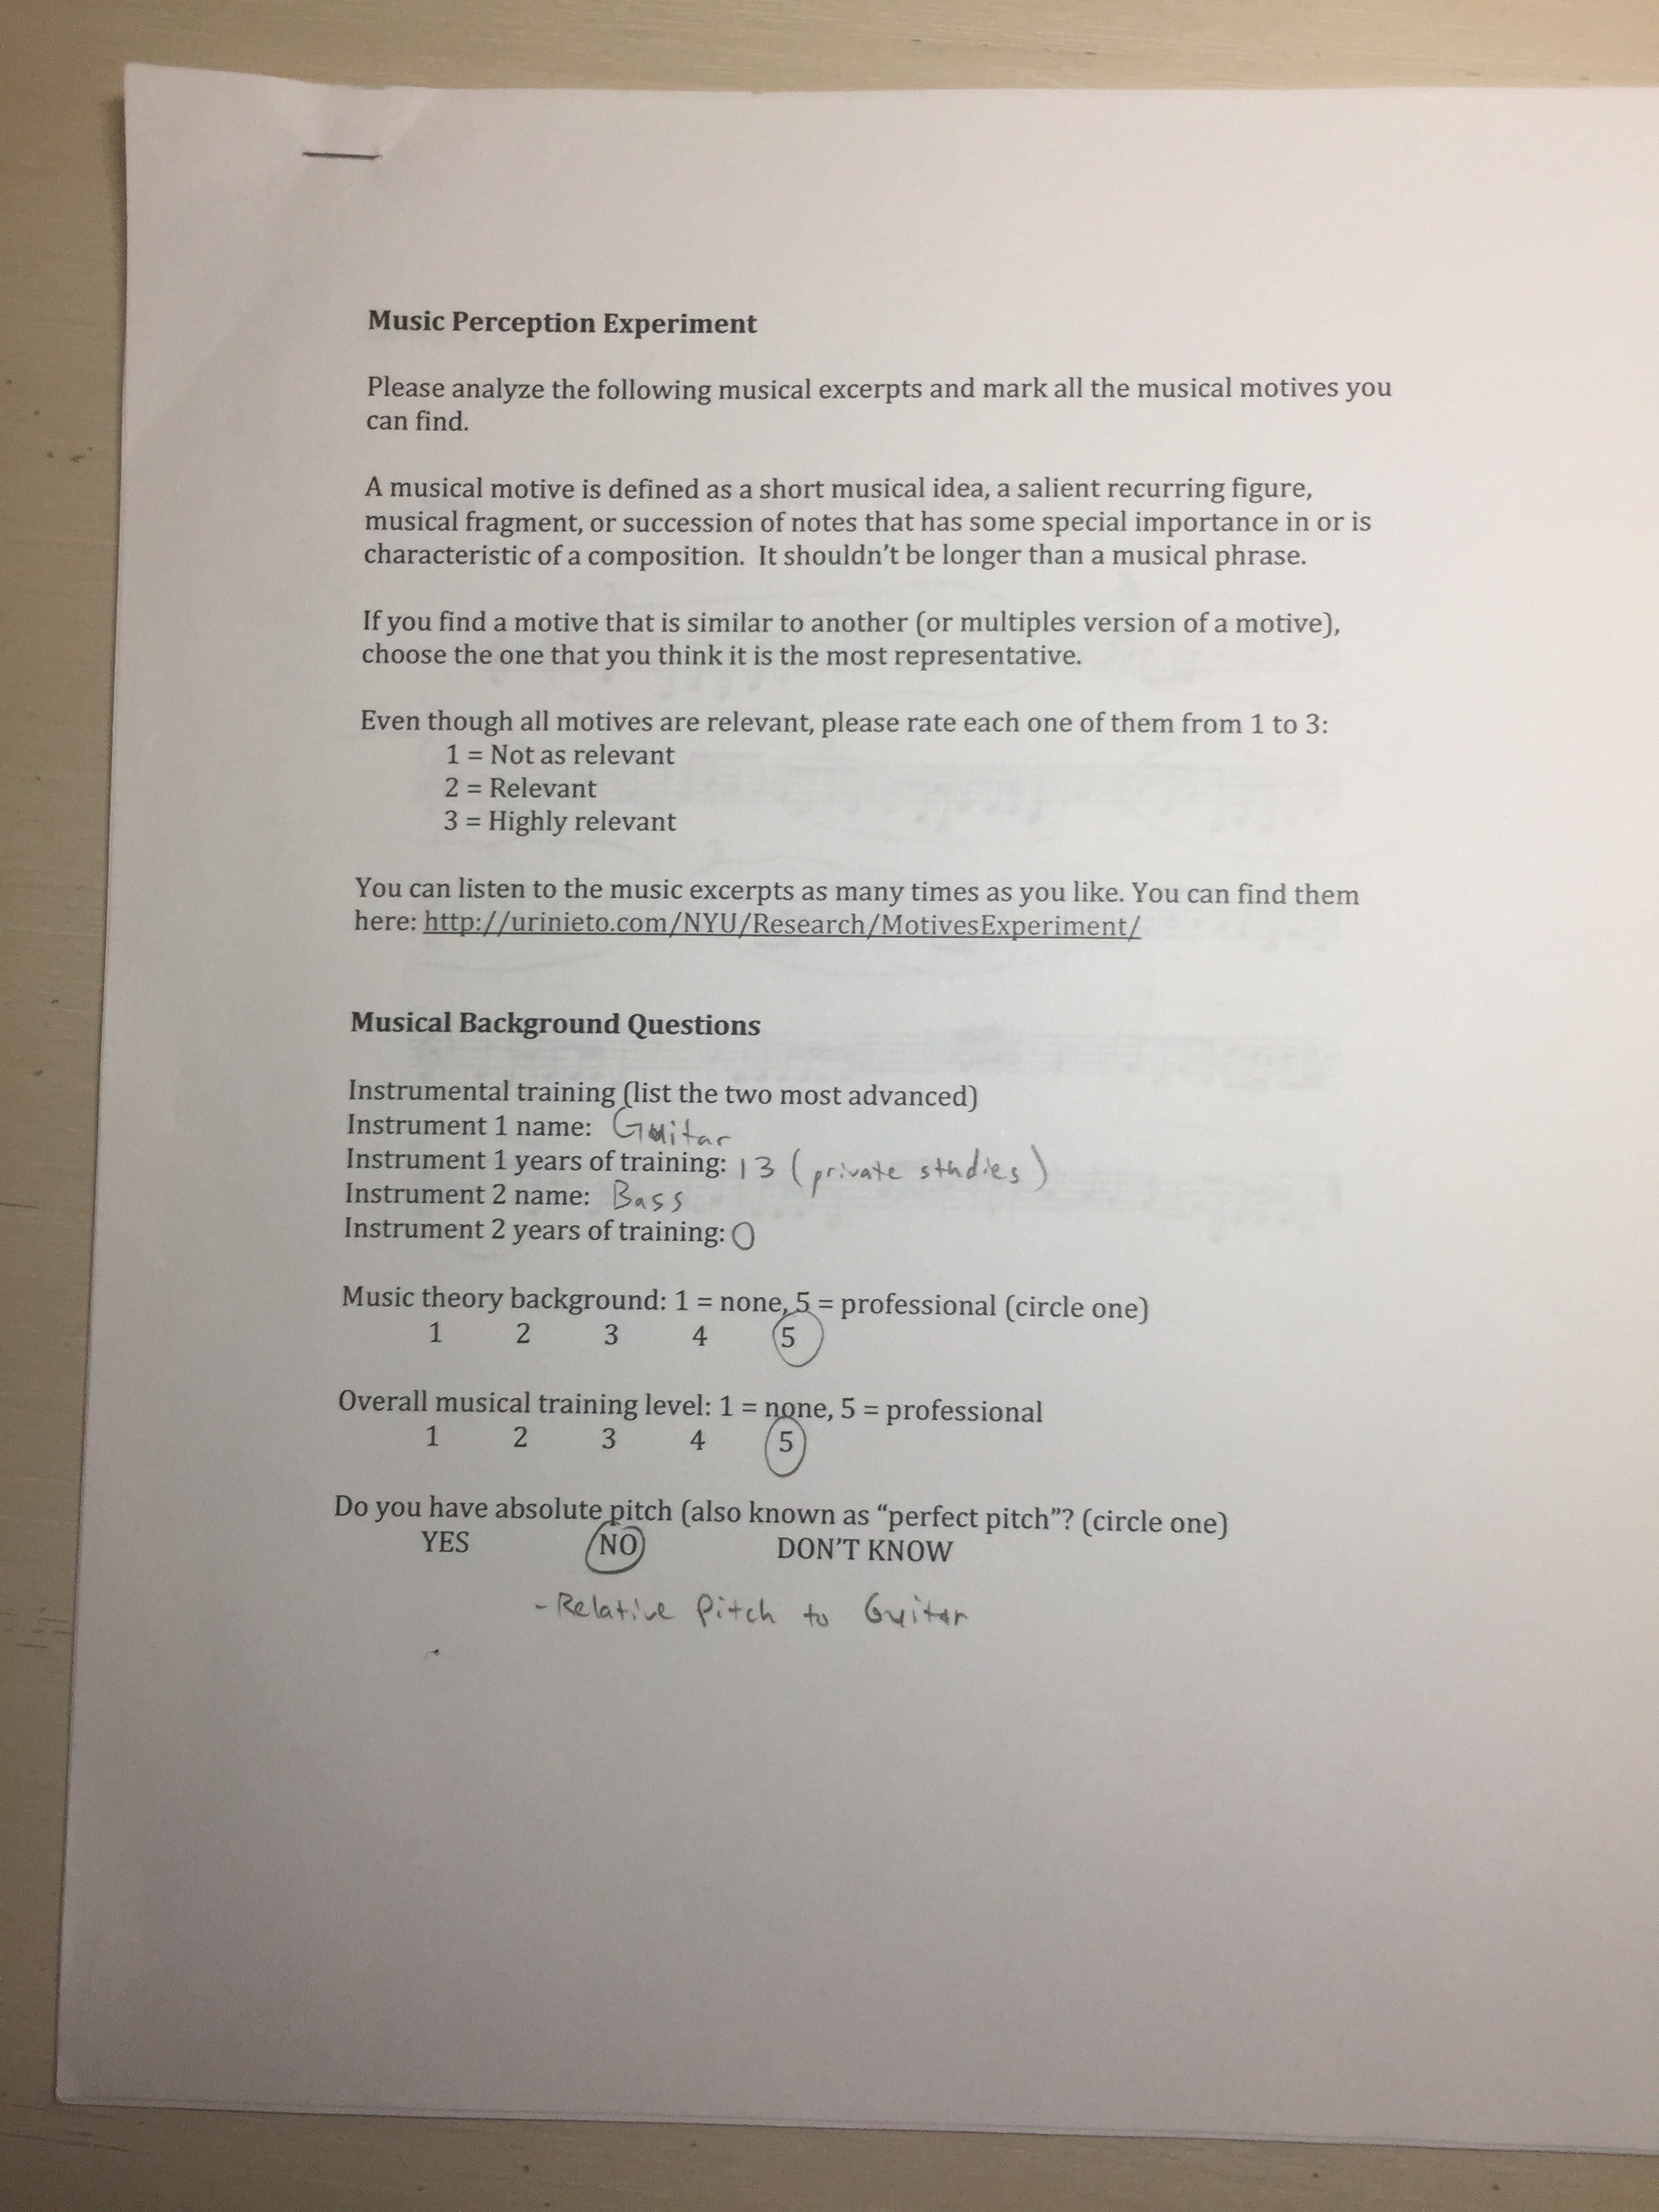 Music Perception Experiment
Please analyze the following musical excerpts and mark all the musical motives you
can find.
A musical motive is defined as a short musical idea, a salient recurring figure,
musical fragment, or succession of notes that has some special importance in or is
characteristic of a composition.  It shouldn't be longer than a musical phrase.
If you find a motive that is similar to another (or multiples version of a motive),
choose the one that you think it is the most representative.
Even though all motives are relevant, please rate each one of them from 1 to 3:
1 = Not as relevant
2 = Relevant
3 = Highly relevant
You can listen to the music excerpts as many times as you like. You can find them
here: http://urinieto.com/NYU/Research/MotivesExperiment/
Musical Background Questions
Instrumental training (list the two most advanced)
Instrument 1 name: Guitar
Instrument 1 years of training: 13 (private studies)
Instrument 2 name: Bass
Instrument 2 years of training: 0
Music theory background: 1 = none, 5 = professional (circle one)
1 2 3 4 5
Overall musical training level: 1 = none, 5 = professional
1 2 3 4 5
Do you have absolute pitch (also known as "perfect pitch"? (circle one)
YES NO DON'T KNOW
- Relative Pitch to Guitar